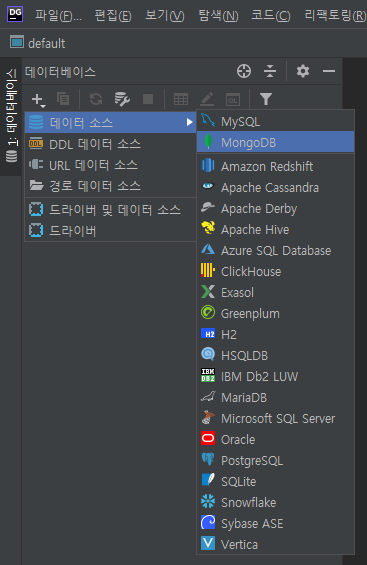 DG 파일(F)... 편집(E) 보기(V) 탐색(N) 코드(C) 리팩토링(R)
default
데이터베이스
1: 데이터베이스
데이터 소스
DDL DDL 데이터 소스
URL 데이터 소스
경로 데이터 소스
드라이버 및 데이터 소스
드라이버
MySQL
MongoDB
Amazon Redshift
Apache Cassandra
Apache Derby
Apache Hive
Azure SQL Database
ClickHouse
Exasol
Greenplum
H2 H2
HSQLDB
IBM DB2 IBM Db2 LUW
MariaDB
Microsoft SQL Server
Oracle
PostgreSQL
SQLite
Snowflake
Sybase ASE
Vertica